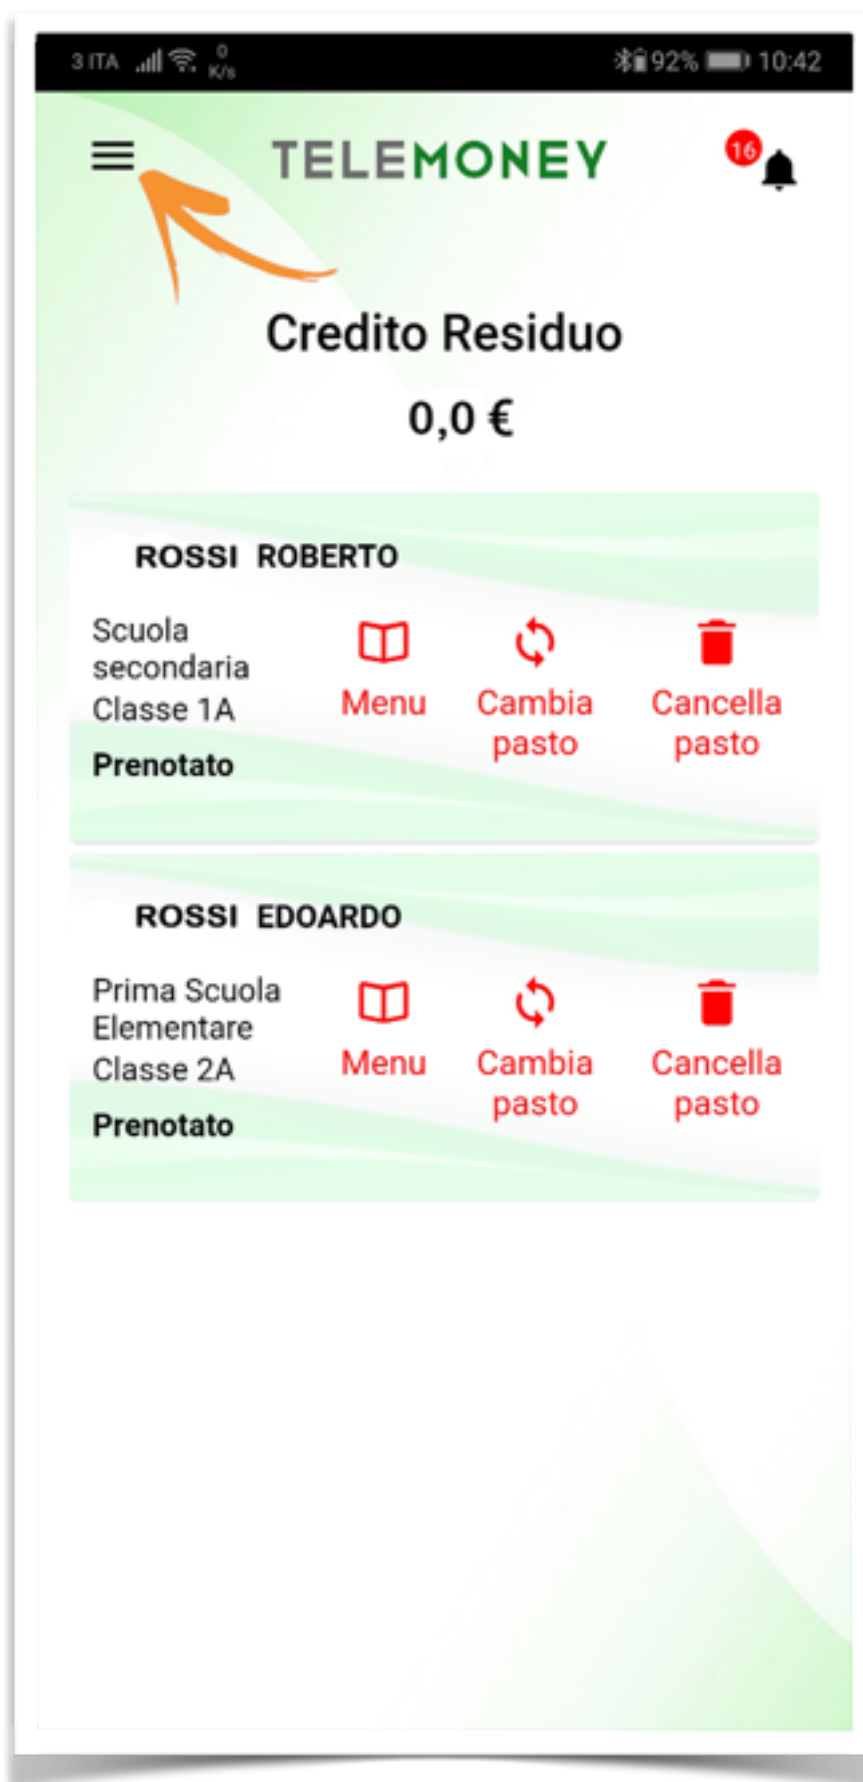 3 ITA 0 K/s 92% 10:42
TELEMONEY 16
Credito Residuo
0,0 €
ROSSI ROBERTO
Scuola
secondaria
Classe 1A
Prenotato
Menu
Cambia
pasto
Cancella
pasto
ROSSI EDOARDO
Prima Scuola
Elementare
Classe 2A
Prenotato
Menu
Cambia
pasto
Cancella
pasto